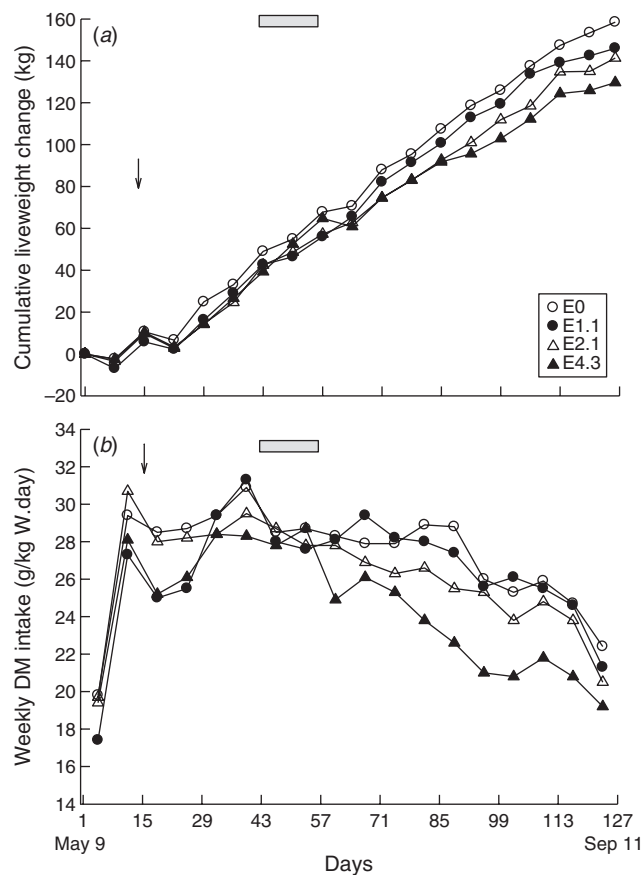 160
(a)
140
120
100
80
60
40
20
0
–20
Cumulative liveweight change (kg)
E0
E1.1
E2.1
E4.3
34
(b)
32
30
28
26
24
22
20
18
16
14
Weekly DM intake (g/kg W.day)
1 15 29 43 57 71 85 99 113 127
May 9 Sep 11
Days